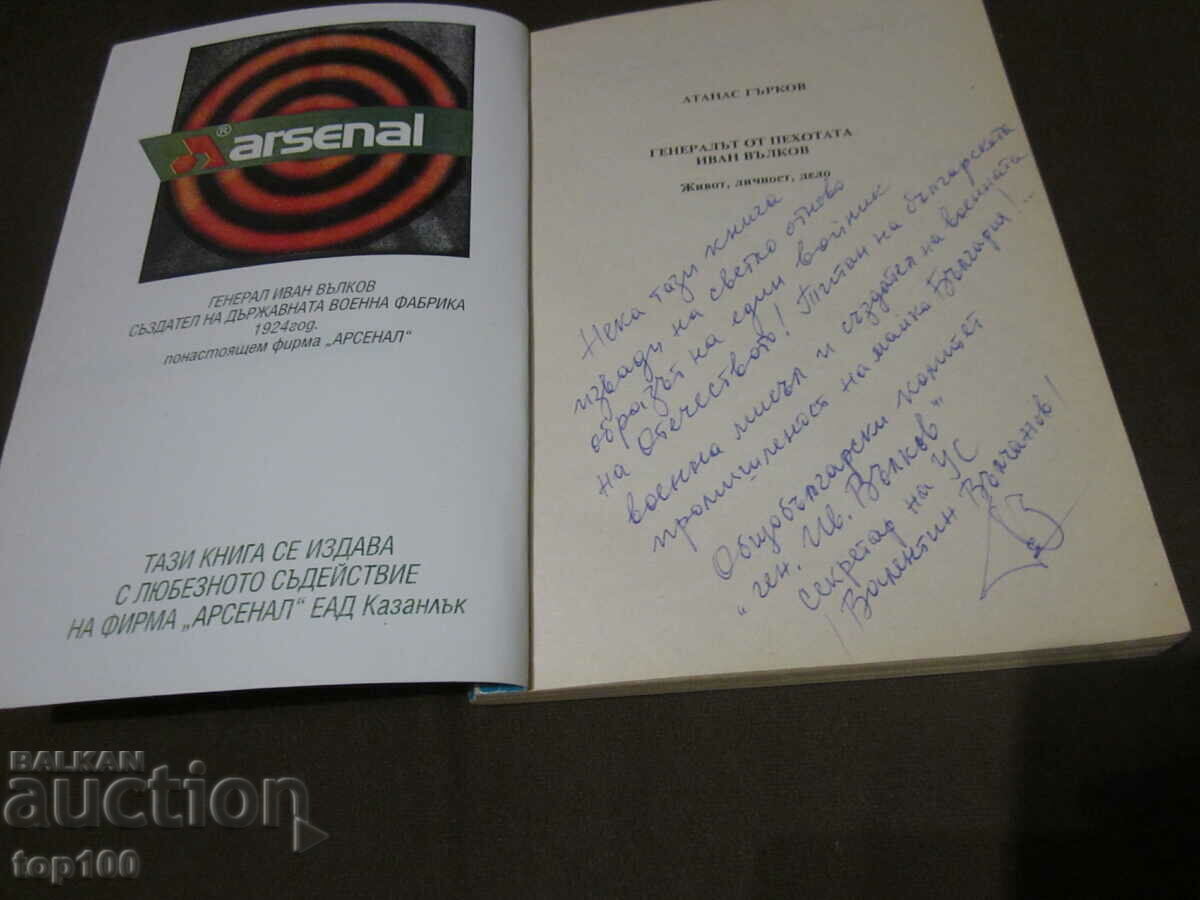 ® arsenal
ГЕНЕРАЛ ИВАН ВЪЛКОВ
СЪЗДАТЕЛ НА ДЪРЖАВНАТА ВОЕННА ФАБРИКА
1924год.
понастоящем фирма „АРСЕНАЛ"
ТАЗИ КНИГА СЕ ИЗДАВА
С ЛЮБЕЗНОТО СЪДЕЙСТВИЕ
НА ФИРМА „АРСЕНАЛ" ЕАД Казанлък
АТАНАС ГЪРКОВ
ГЕНЕРАЛЪТ ОТ ПЕХОТАТА
ИВАН ВЪЛКОВ
Живот, личност, дело
Нека тази книга
извади на светло отново
образът на един войник
на Отечеството! Титан на българската
военна мисъл и създател на военната
промишленост на майка България!..
Общобългарски комитет
"ген. Ив. Вълков"
секретар на УС
/Валентин Вълчанов/
BALKAN
auction
top100